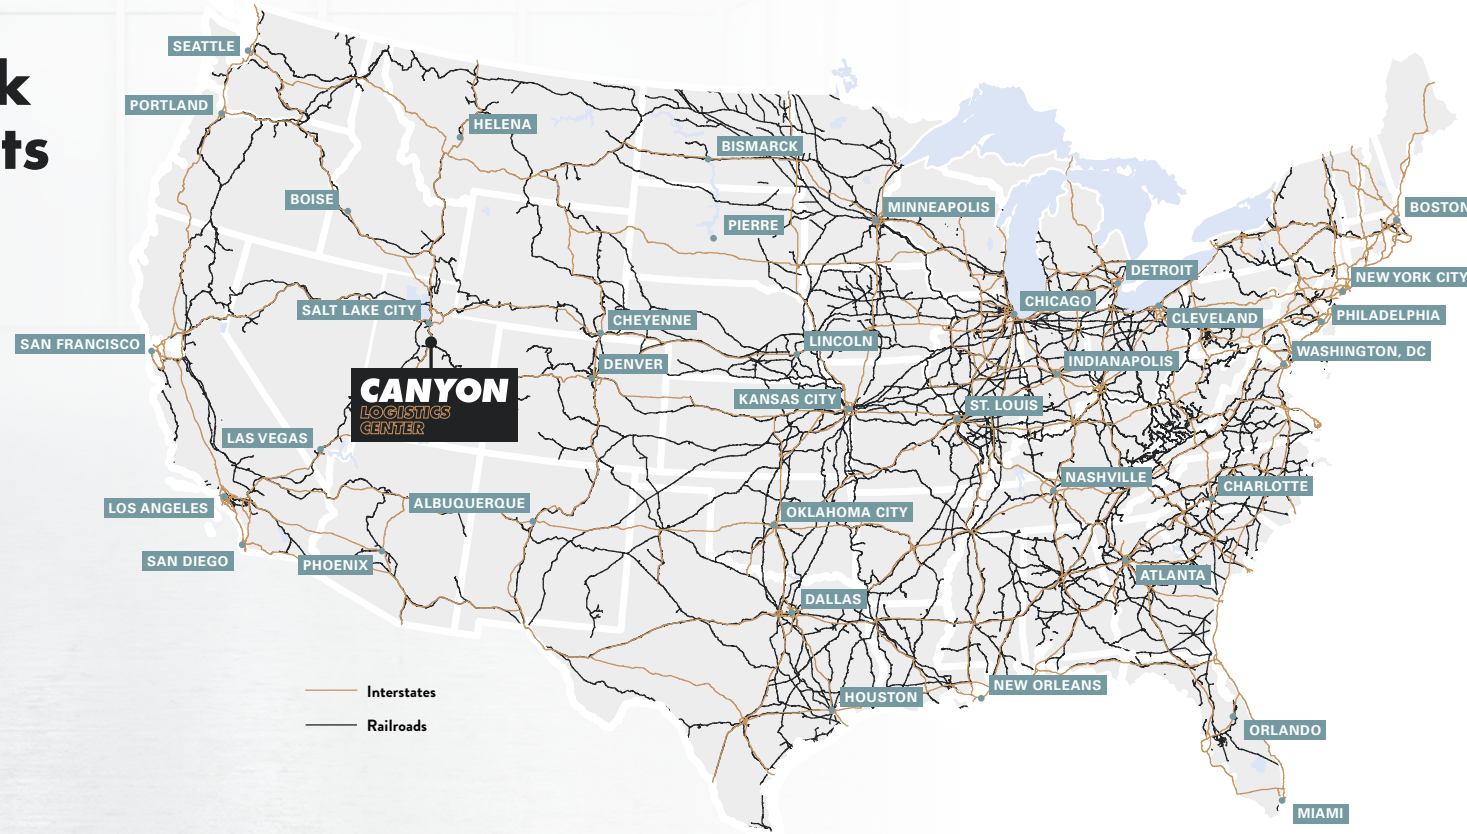 k
ts
SEATTLE
PORTLAND
HELENA
BISMARCK
BOISE
MINNEAPOLIS
PIERRE
BOSTON
DETROIT
NEW YORK CITY
SALT LAKE CITY
CHICAGO
CHEYENNE
CLEVELAND
PHILADELPHIA
SAN FRANCISCO
LINCOLN
WASHINGTON, DC
DENVER
INDIANAPOLIS
CANYON
LOGISTICS
CENTER
KANSAS CITY
ST. LOUIS
LAS VEGAS
NASHVILLE
CHARLOTTE
LOS ANGELES
ALBUQUERQUE
OKLAHOMA CITY
SAN DIEGO
PHOENIX
ATLANTA
DALLAS
Interstates
Railroads
HOUSTON
NEW ORLEANS
ORLANDO
MIAMI